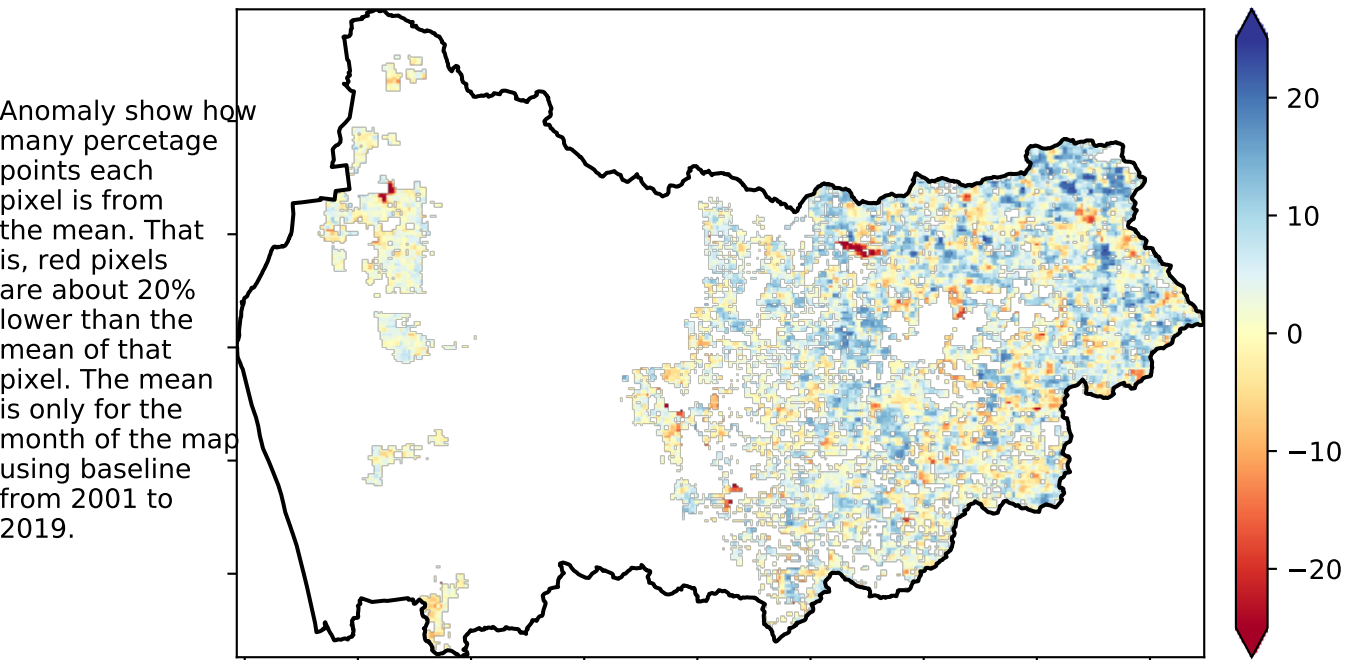 Anomaly show how
many percetage
points each
pixel is from
the mean. That
is, red pixels
are about 20%
lower than the
mean of that
pixel. The mean
is only for the
month of the map
using baseline
from 2001 to
2019.
20
10
0
−10
−20